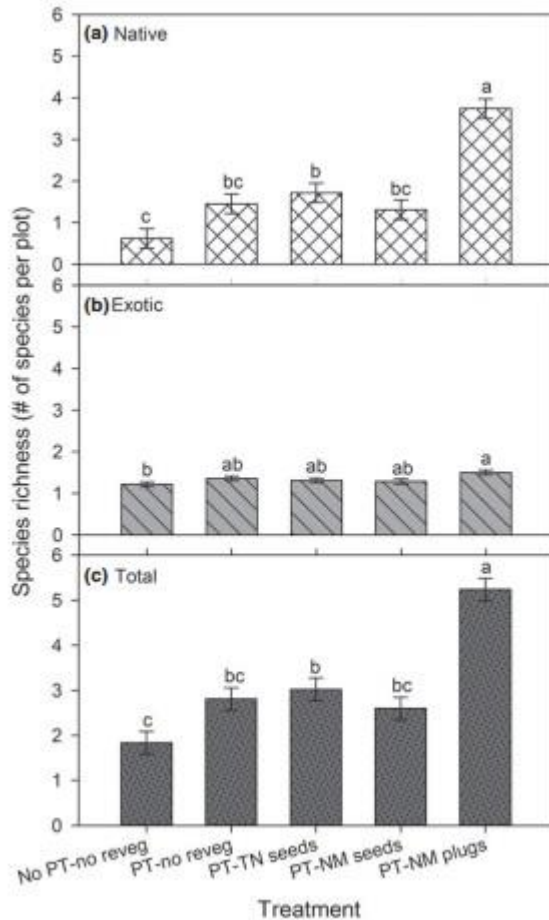 Species richness (# of species per plot)
6
(a) Native
5
4
3
2
1
0
c
bc
b
bc
a
6
(b) Exotic
5
4
3
2
1
0
b
ab
ab
ab
a
6
(c) Total
5
4
3
2
1
0
c
bc
b
bc
a
No PT-no reveg
PT-no reveg
PT-TN seeds
PT-NM seeds
PT-NM plugs
Treatment